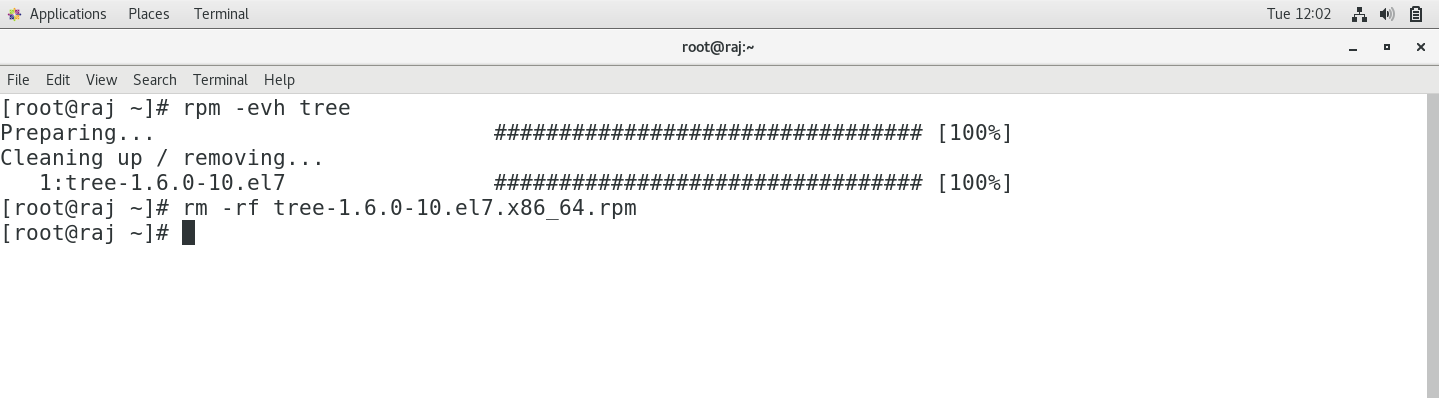 Applications Places Terminal Tue 12:02
root@raj:~
File Edit View Search Terminal Help
[root@raj ~]# rpm -evh tree
Preparing... ################################# [100%]
Cleaning up / removing...
1:tree-1.6.0-10.el7 ################################# [100%]
[root@raj ~]# rm -rf tree-1.6.0-10.el7.x86_64.rpm
[root@raj ~]#